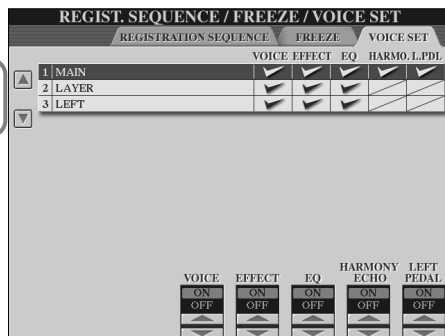 REGIST. SEQUENCE / FREEZE / VOICE SET
REGISTRATION SEQUENCE FREEZE VOICE SET
VOICE EFFECT EQ HARMO. L.PDL
1 MAIN
2 LAYER
3 LEFT
VOICE EFFECT EQ HARMONY ECHO LEFT PEDAL
ON ON ON ON ON
OFF OFF OFF OFF OFF